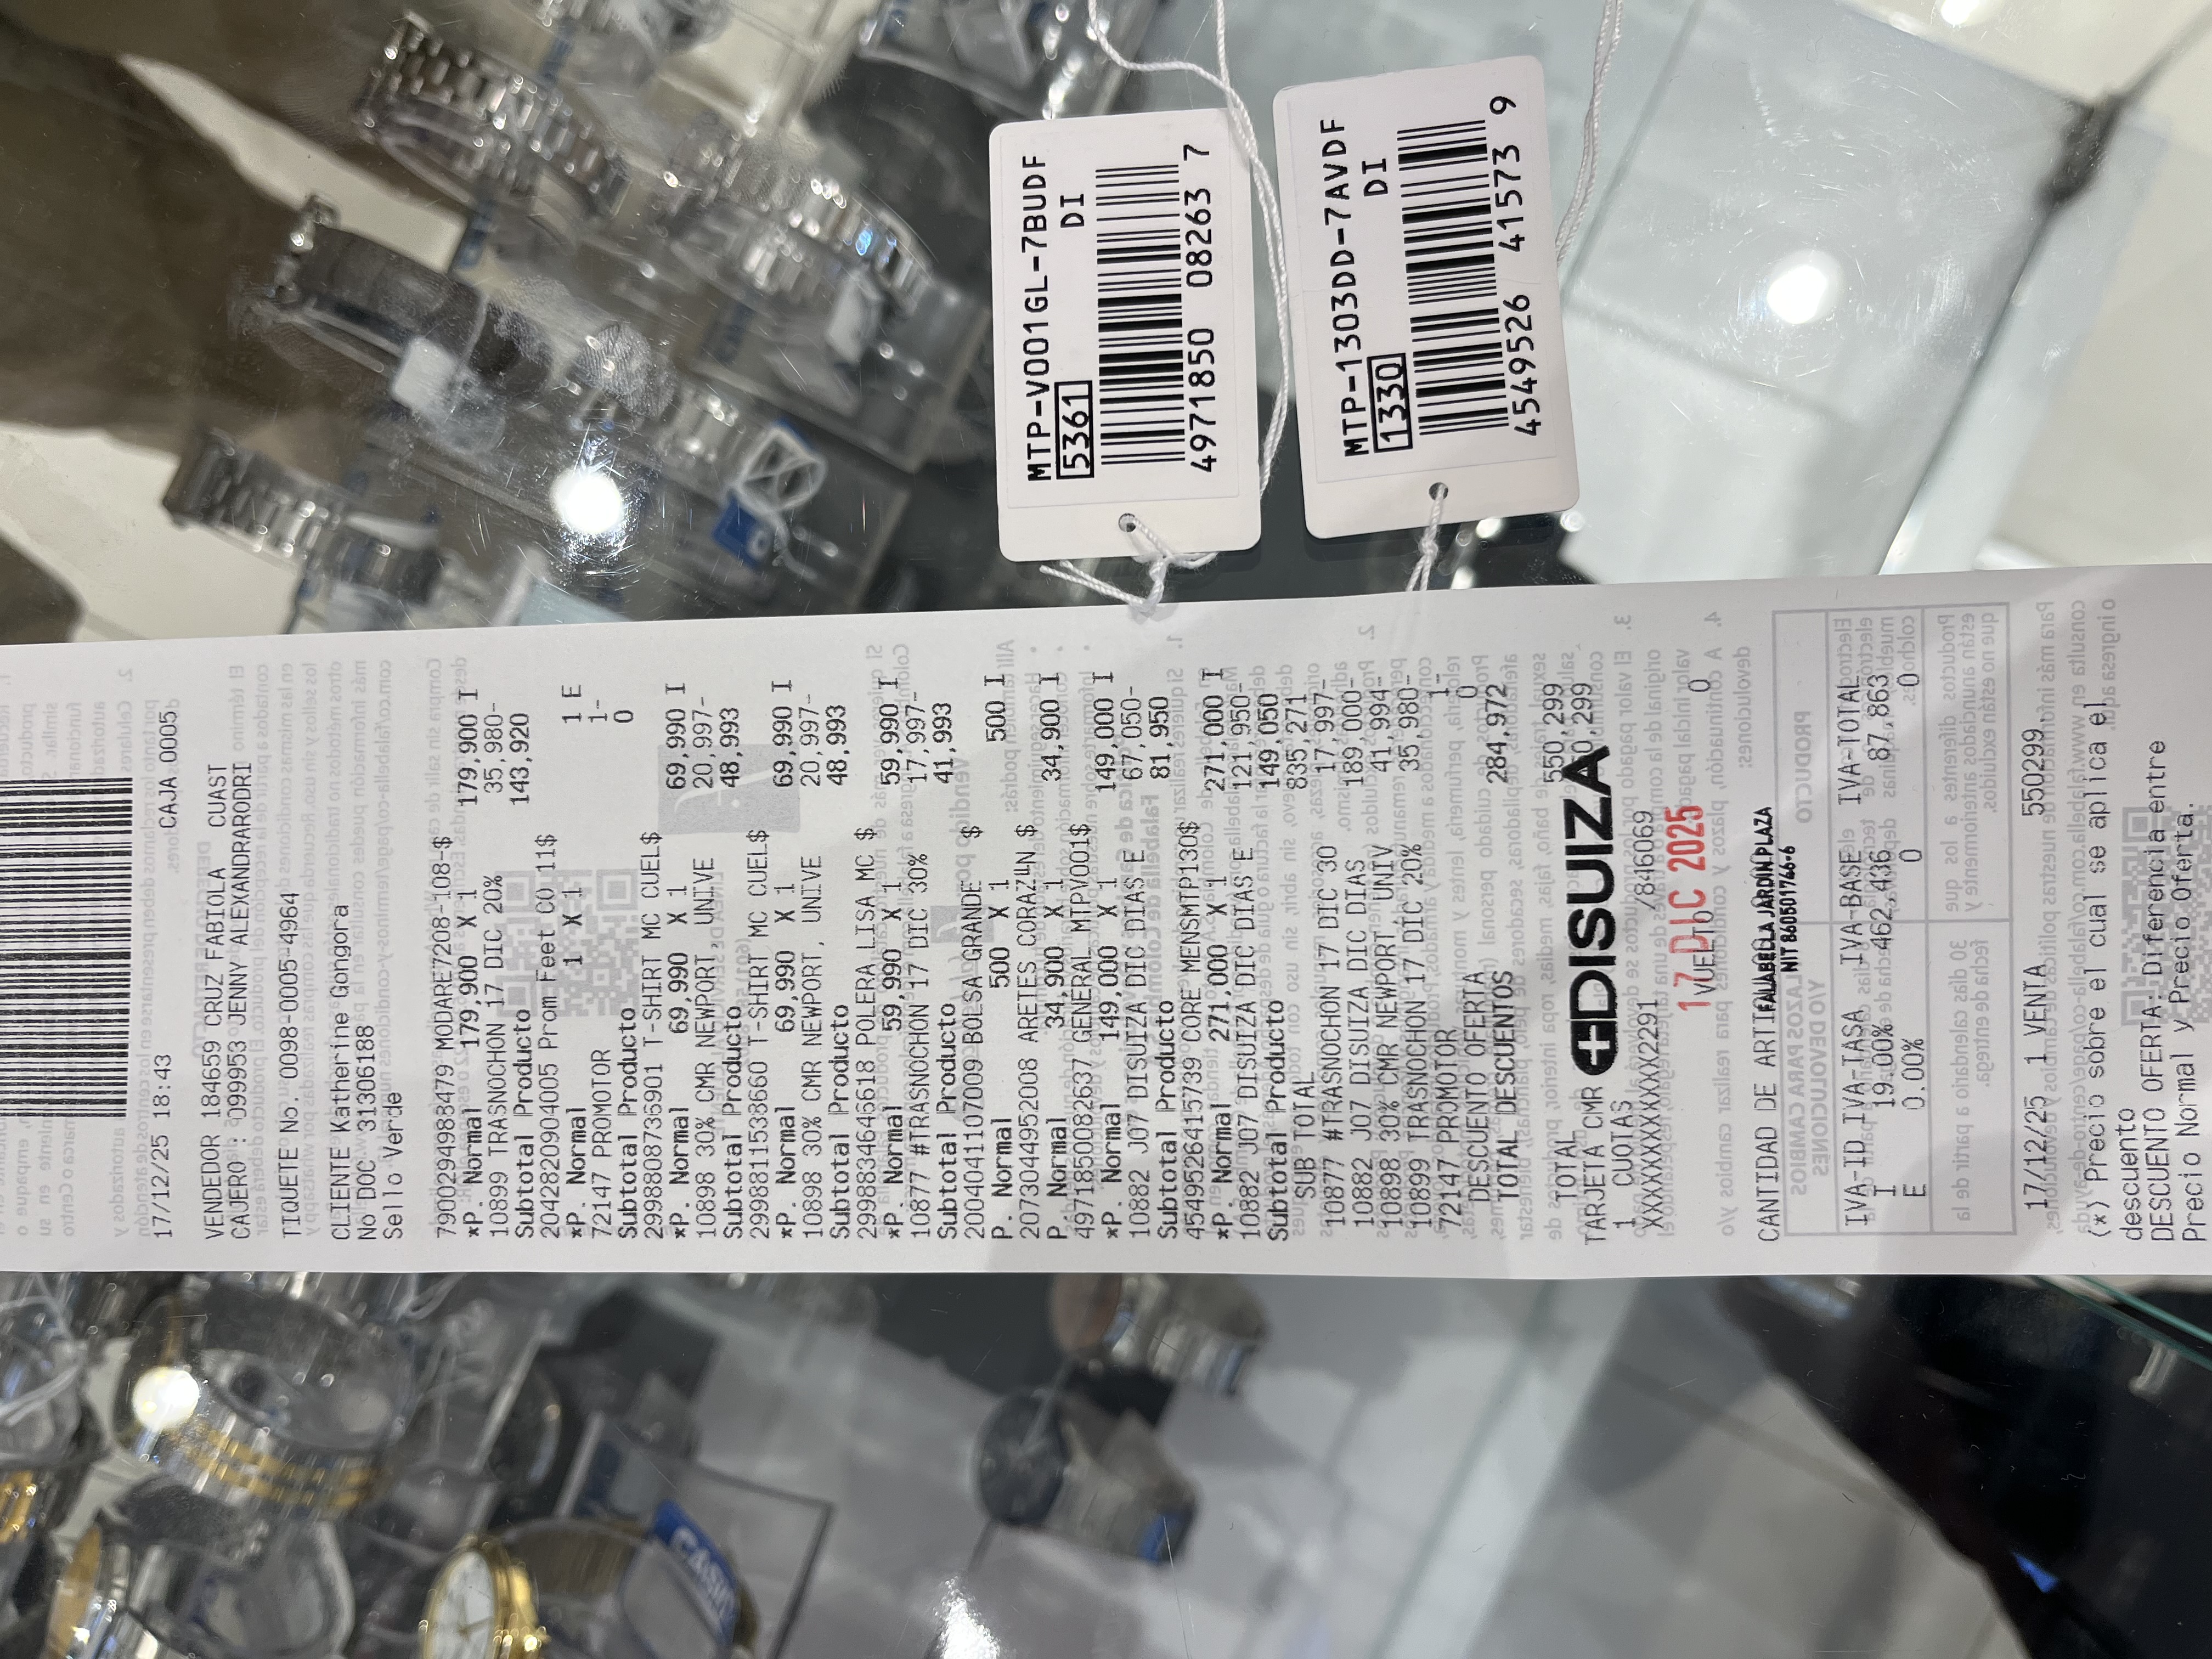 17/12/25 18:43 CAJA 0005
VENDEDOR 184659 CRUZ FABIOLA CUAST
CAJERO : 099953 JENNY ALEXANDRARODRI
TIQUETE No. 0098-0005-4964
CLIENTE Katherine Gongora
No DOC 31306188
Sello Verde
7900294988479 MODARE7208-108-$
*P. Normal 179,900 X 1 179,900 I
10899 TRASNOCHON 17 DIC 20% 35,980-
Subtotal Producto 143,920
2042820904005 Prom Feet CO 11$
*P. Normal 1 X 1 1 E
72147 PROMOTOR 1-
Subtotal Producto 0
2998808736901 T-SHIRT MC CUEL$
*P. Normal 69,990 X 1 69,990 I
10898 30% CMR NEWPORT, UNIVE 20,997-
Subtotal Producto 48,993
2998811538660 T-SHIRT MC CUEL$
*P. Normal 69,990 X 1 69,990 I
10898 30% CMR NEWPORT, UNIVE 20,997-
Subtotal Producto 48,993
2998834646618 POLERA LISA MC $
*P. Normal 59,990 X 1 59,990 I
10877 #TRASNOCHON 17 DIC 30% 17,997-
Subtotal Producto 41,993
2004041107009 BOLSA GRANDE $
P. Normal 500 X 1 500 I
2073044952008 ARETES CORAZ $
P. Normal 34,900 X 1 34,900 I
4971850082637 GENERAL MTPV001$
*P. Normal 149,000 X 1 149,000 I
10882 J07 DISUIZA DIC DIAS E 67,050-
Subtotal Producto 81,950
4549526415739 CORE MENSMTP130$
*P. Normal 271,000 X 1 271,000 I
10882 J07 DISUIZA DIC DIAS E 121,950-
Subtotal Producto 149,050
SUB TOTAL 835,271
10877 #TRASNOCHON 17 DIC 30 17,997-
10882 J07 DISUIZA DIC DIAS 189,000-
10898 30% CMR NEWPORT, UNIV 41,994-
10899 TRASNOCHON 17 DIC 20% 35,980-
72147 PROMOTOR 1-
DESCUENTO OFERTA 0
TOTAL DESCUENTOS 284,972
TOTAL 550,299
TARJETA CMR 550,299
DISUIZA
1 CUOTAS
XXXXXXXXXXXXXXX2291 /846069
17 DIC 2025
VUELTO 0
FALABELLA JARDÍN PLAZA
NIT 860501766-6
CANTIDAD DE ARTI
IVA-ID IVA-TASA IVA-BASE IVA-TOTAL
I 19.00% 462,436 87,863
E 0.00% 0 0
17/12/25 1 VENTA 550299,
(*) Precio sobre el cual se aplica el
descuento
DESCUENTO OFERTA: Diferencia entre
Precio Normal y Precio Oferta.
MTP-V001GL-7BUDF
5361 DI
4971850 08263 7
MTP-1303DD-7AVDF
1330 DI
4549526 41573 9
CASIO